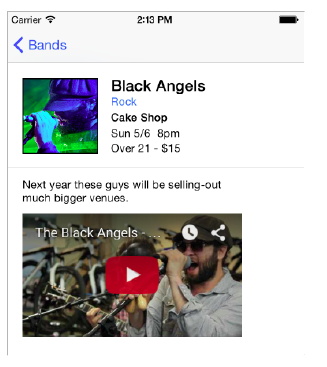 Carrier 2:13 PM
Bands
Black Angels
Rock
Cake Shop
Sun 5/6 8pm
Over 21 - $15
Next year these guys will be selling-out
much bigger venues.
The Black Angels - ...